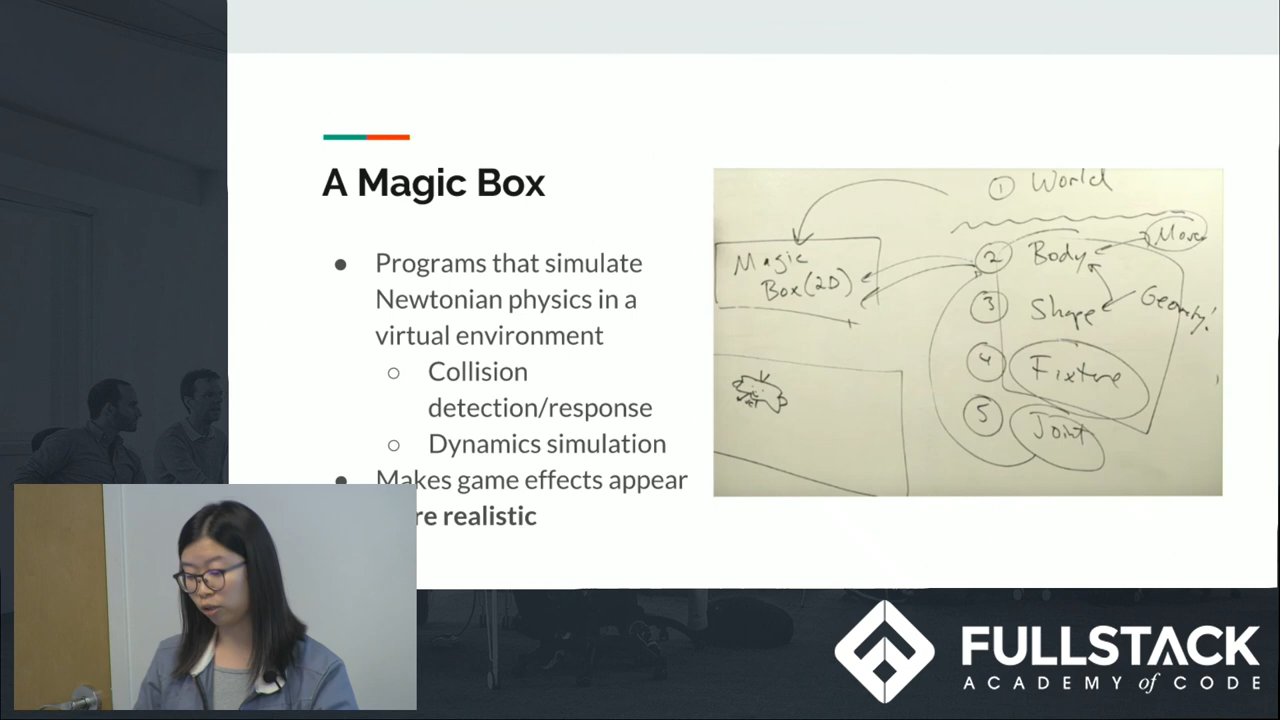 A Magic Box
● Programs that simulate
Newtonian physics in a
virtual environment
○ Collision
detection/response
○ Dynamics simulation
● Makes game effects appear
re realistic
① World
Magic
Box(2D)
② Body
Move
③ Shape
Geometry!
④ Fixture
⑤ Joint
FULLSTACK
ACADEMY of CODE